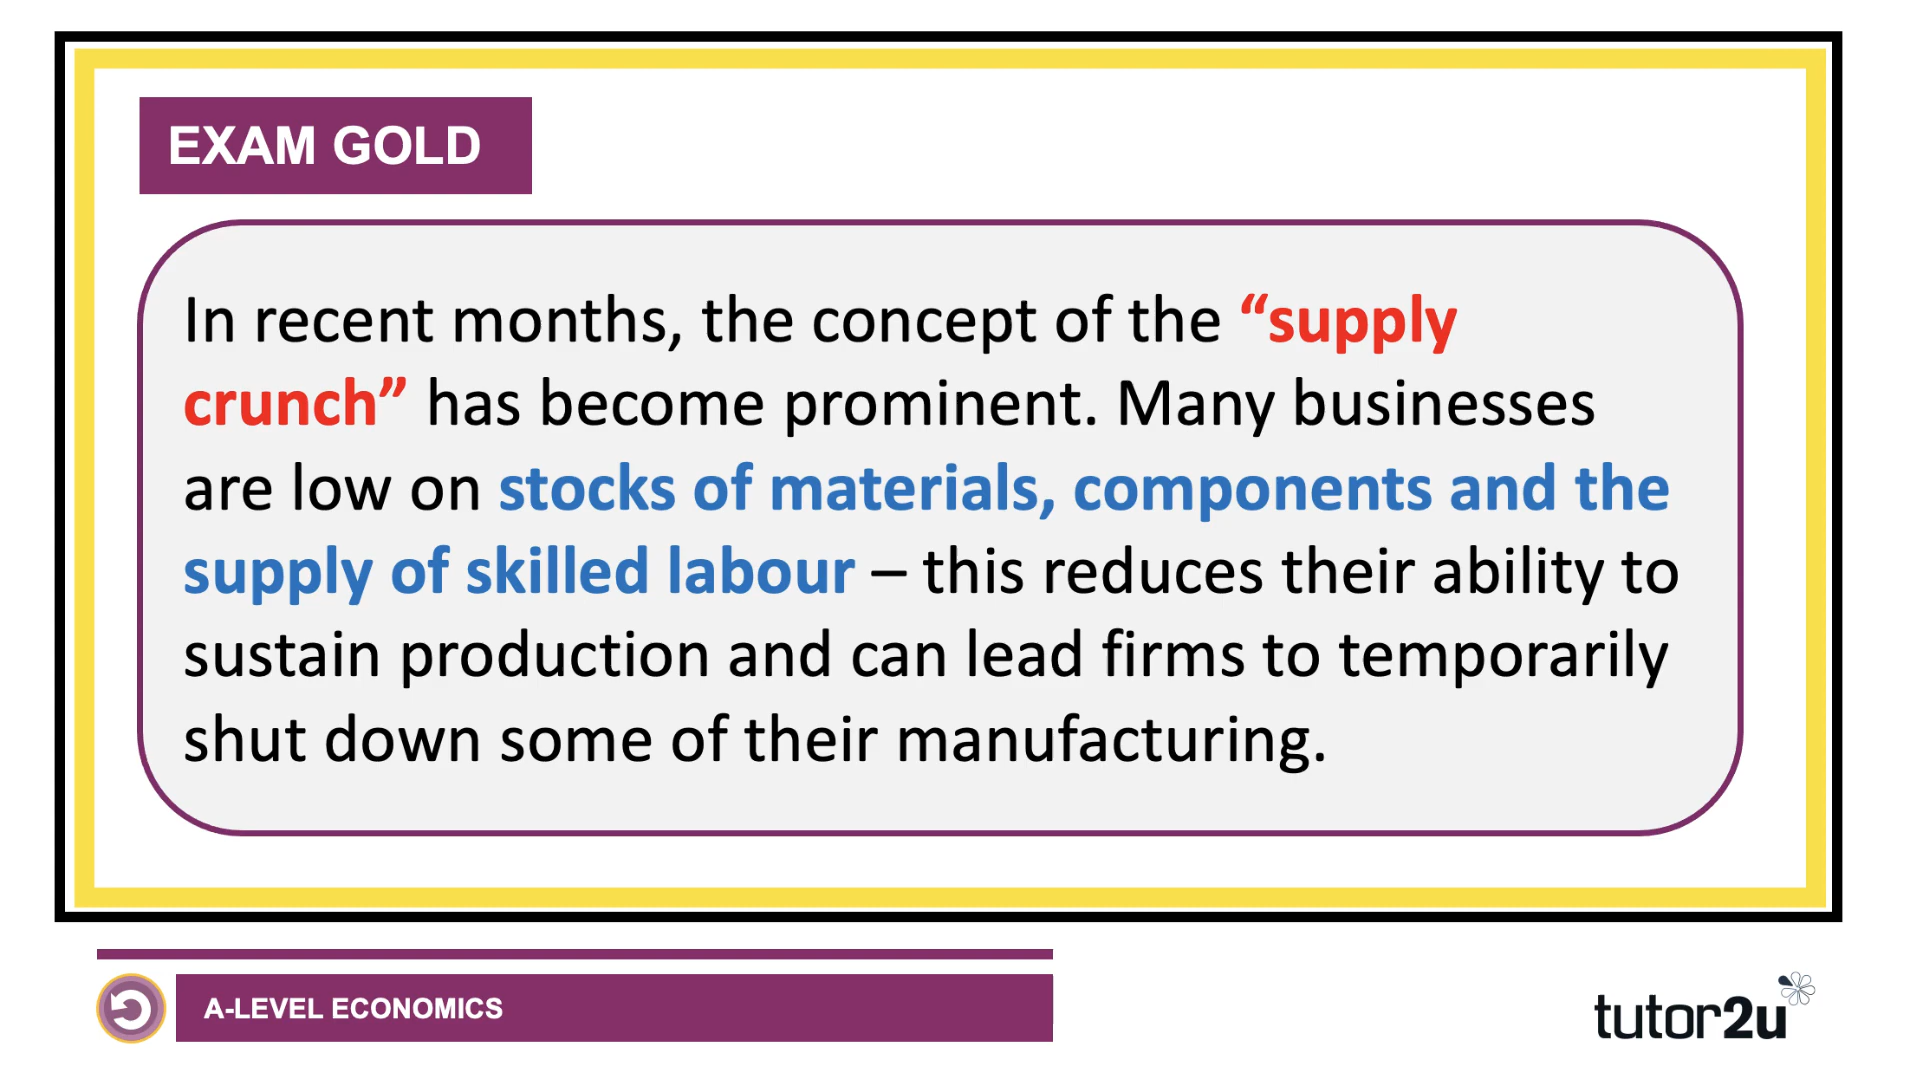 EXAM GOLD
In recent months, the concept of the “supply
crunch” has become prominent. Many businesses
are low on stocks of materials, components and the
supply of skilled labour – this reduces their ability to
sustain production and can lead firms to temporarily
shut down some of their manufacturing.
A-LEVEL ECONOMICS
tutor2u